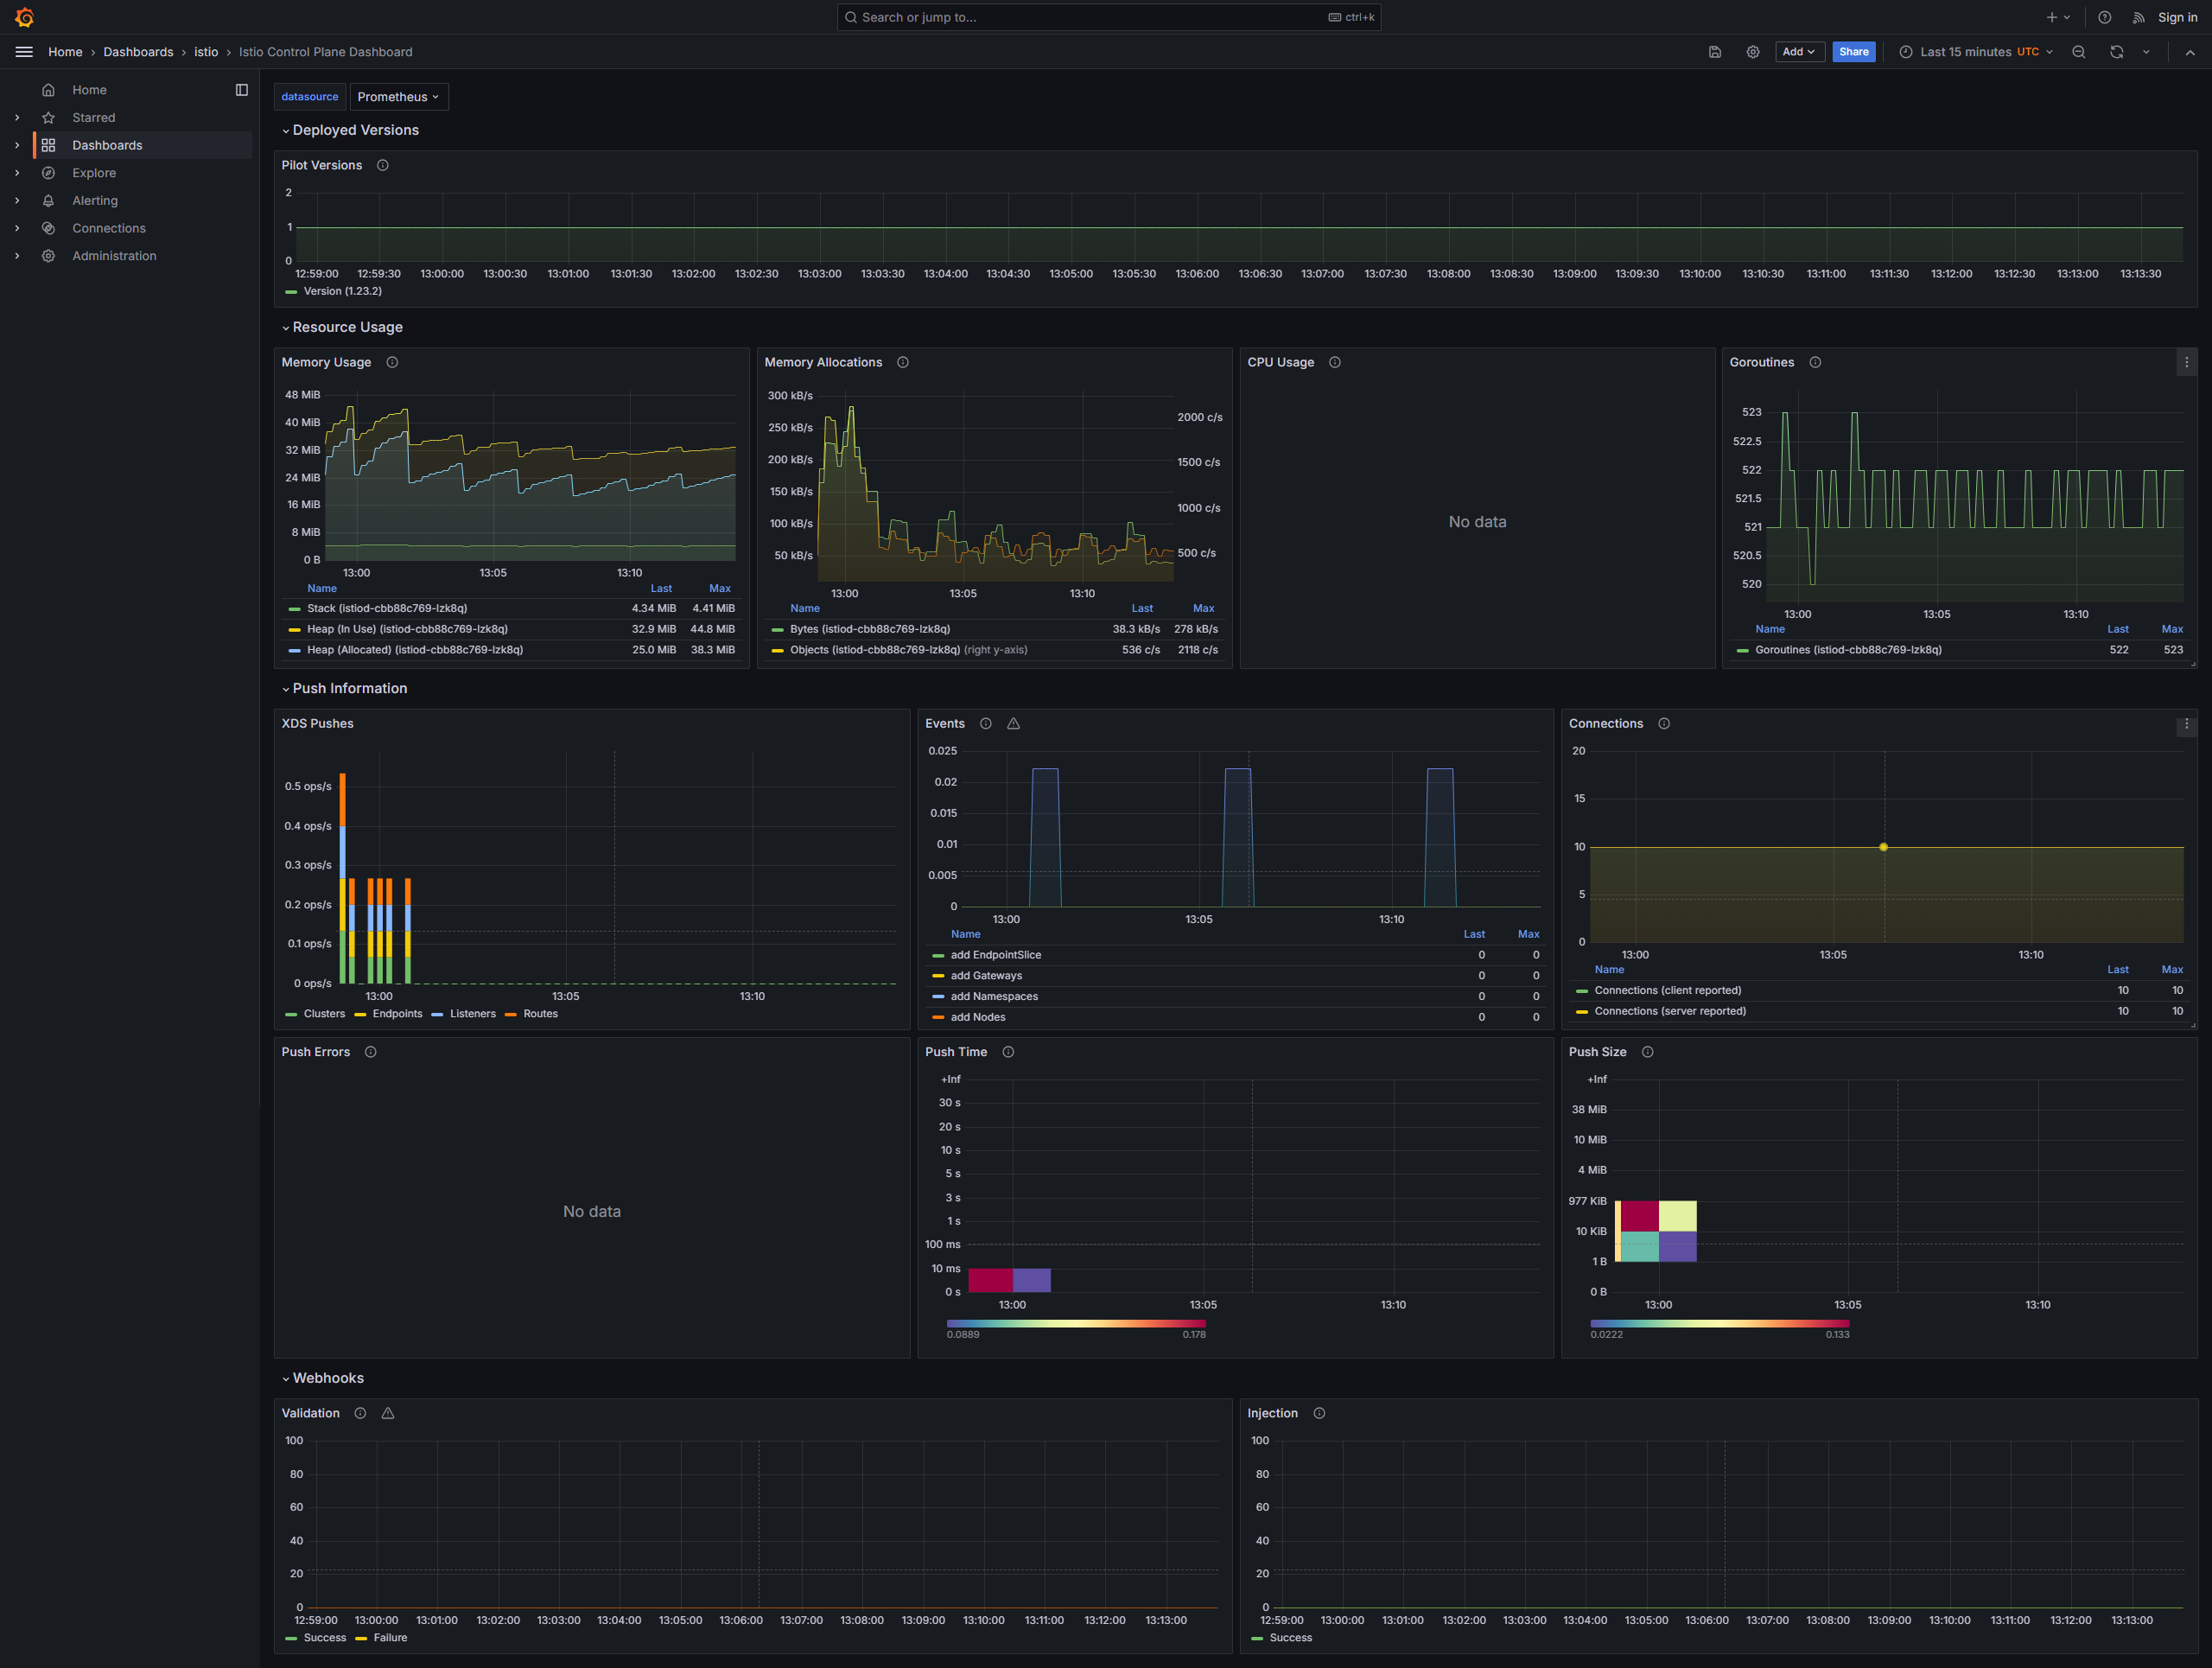 Search or jump to...
ctrl+k
Sign in
Home › Dashboards › istio › Istio Control Plane Dashboard
Add
Share
Last 15 minutes UTC
Home
Starred
Dashboards
Explore
Alerting
Connections
Administration
datasource
Prometheus
Deployed Versions
Pilot Versions
2
1
0
12:59:00 12:59:30 13:00:00 13:00:30 13:01:00 13:01:30 13:02:00 13:02:30 13:03:00 13:03:30 13:04:00 13:04:30 13:05:00 13:05:30 13:06:00 13:06:30 13:07:00 13:07:30 13:08:00 13:08:30 13:09:00 13:09:30 13:10:00 13:10:30 13:11:00 13:11:30 13:12:00 13:12:30 13:13:00 13:13:30
Version (1.23.2)
Resource Usage
Memory Usage
48 MiB
40 MiB
32 MiB
24 MiB
16 MiB
8 MiB
0 B
13:00 13:05 13:10
Name Last Max
Stack (istiod-cbb88c769-lzk8q) 4.34 MiB 4.41 MiB
Heap (In Use) (istiod-cbb88c769-lzk8q) 32.9 MiB 44.8 MiB
Heap (Allocated) (istiod-cbb88c769-lzk8q) 25.0 MiB 38.3 MiB
Memory Allocations
300 kB/s
250 kB/s
200 kB/s
150 kB/s
100 kB/s
50 kB/s
2000 c/s
1500 c/s
1000 c/s
500 c/s
13:00 13:05 13:10
Name Last Max
Bytes (istiod-cbb88c769-lzk8q) 38.3 kB/s 278 kB/s
Objects (istiod-cbb88c769-lzk8q) (right y-axis) 536 c/s 2118 c/s
CPU Usage
No data
Goroutines
523
522.5
522
521.5
521
520.5
520
13:00 13:05 13:10
Name Last Max
Goroutines (istiod-cbb88c769-lzk8q) 522 523
Push Information
XDS Pushes
0.5 ops/s
0.4 ops/s
0.3 ops/s
0.2 ops/s
0.1 ops/s
0 ops/s
13:00 13:05 13:10
Clusters Endpoints Listeners Routes
Events
0.025
0.02
0.015
0.01
0.005
0
13:00 13:05 13:10
Name Last Max
add EndpointSlice 0 0
add Gateways 0 0
add Namespaces 0 0
add Nodes 0 0
Connections
20
15
10
5
0
13:00 13:05 13:10
Name Last Max
Connections (client reported) 10 10
Connections (server reported) 10 10
Push Errors
No data
Push Time
+Inf
30 s
20 s
10 s
5 s
3 s
1 s
100 ms
10 ms
0 s
13:00 13:05 13:10
0.0889 0.178
Push Size
+Inf
38 MiB
10 MiB
4 MiB
977 KiB
10 KiB
1 B
0 B
13:00 13:05 13:10
0.0222 0.133
Webhooks
Validation
100
80
60
40
20
0
12:59:00 13:00:00 13:01:00 13:02:00 13:03:00 13:04:00 13:05:00 13:06:00 13:07:00 13:08:00 13:09:00 13:10:00 13:11:00 13:12:00 13:13:00
Success Failure
Injection
100
80
60
40
20
0
12:59:00 13:00:00 13:01:00 13:02:00 13:03:00 13:04:00 13:05:00 13:06:00 13:07:00 13:08:00 13:09:00 13:10:00 13:11:00 13:12:00 13:13:00
Success